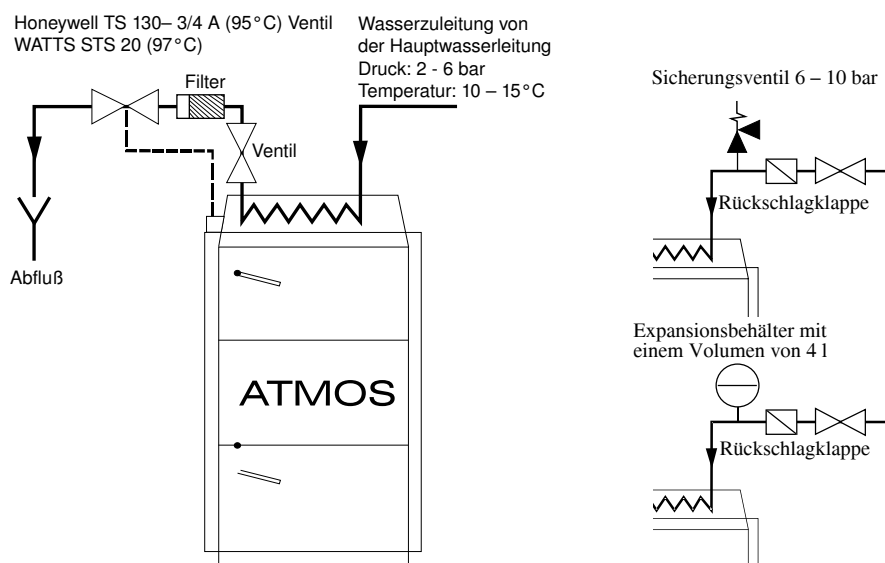 Honeywell TS 130– 3/4 A (95°C) Ventil
WATTS STS 20 (97°C)
Wasserzuleitung von
der Hauptwasserleitung
Druck: 2 - 6 bar
Temperatur: 10 – 15°C
Filter
Ventil
Abfluß
ATMOS
Sicherungsventil 6 – 10 bar
Rückschlagklappe
Expansionsbehälter mit
einem Volumen von 4 l
Rückschlagklappe